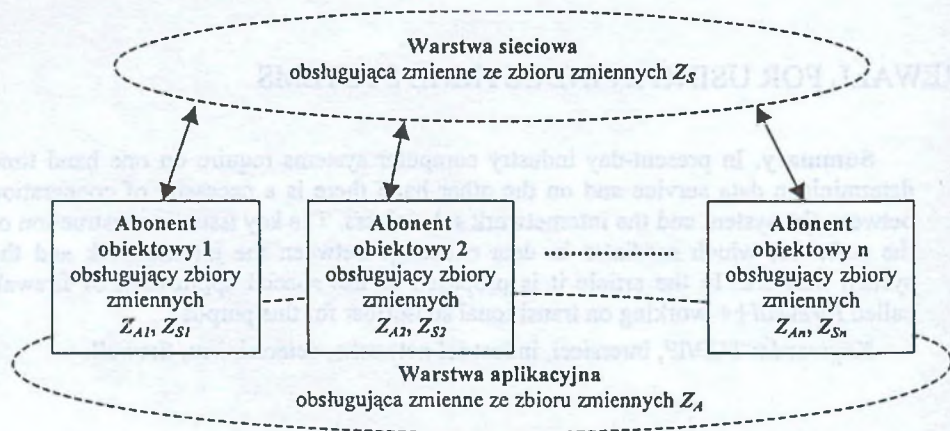 Warstwa sieciowa
obsługująca zmienne ze zbioru zmiennych Z_S
Abonent
obiektowy 1
obsługujący zbiory
zmiennych
Z_A1, Z_S1
Abonent
obiektowy 2
obsługujący zbiory
zmiennych
Z_A2, Z_S2
Abonent
obiektowy n
obsługujący zbiory
zmiennych
Z_An, Z_Sn
Warstwa aplikacyjna
obsługująca zmienne ze zbioru zmiennych Z_A